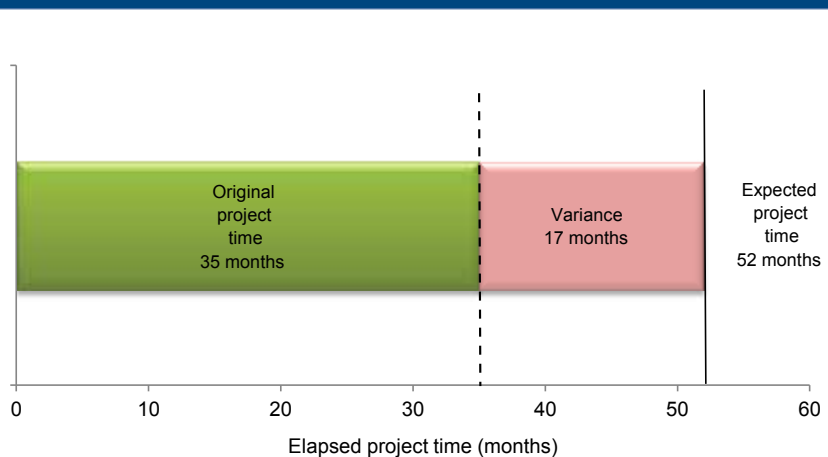 Original
project
time
35 months
Variance
17 months
Expected
project
time
52 months
0 10 20 30 40 50 60
Elapsed project time (months)